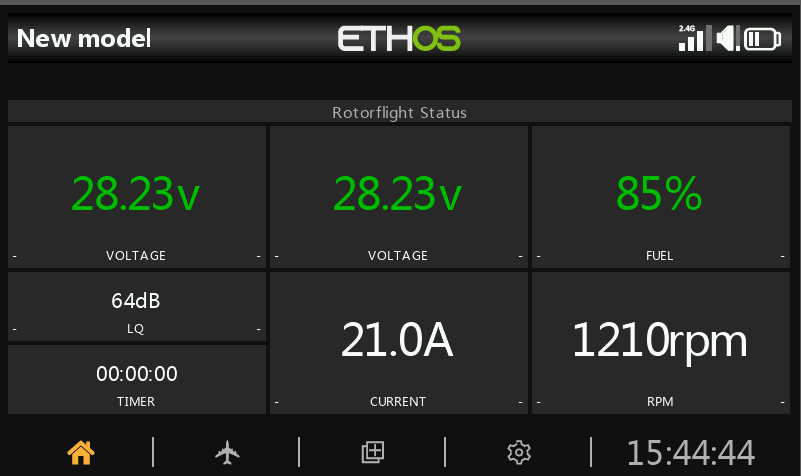 New model
ETHOS
2.4G
Rotorflight Status
28.23v
- VOLTAGE -
28.23v
- VOLTAGE -
85%
- FUEL -
64dB
- LQ -
00:00:00
TIMER
21.0A
- CURRENT -
1210rpm
- RPM -
15:44:44